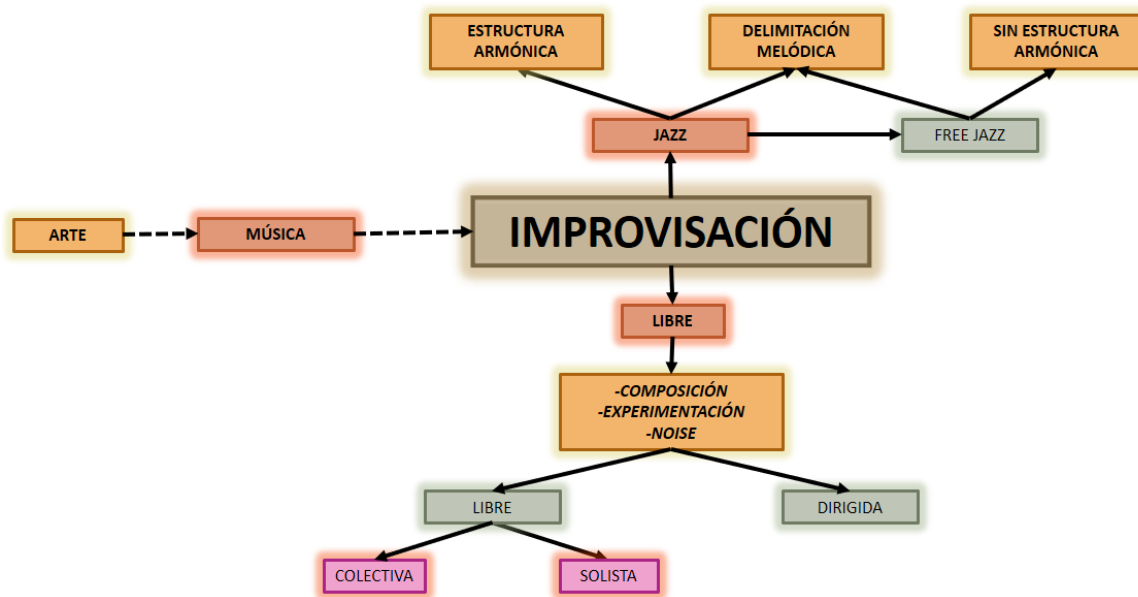 ESTRUCTURA
ARMÓNICA
DELIMITACIÓN
MELÓDICA
SIN ESTRUCTURA
ARMÓNICA
JAZZ
FREE JAZZ
ARTE
MÚSICA
IMPROVISACIÓN
LIBRE
-COMPOSICIÓN
-EXPERIMENTACIÓN
-NOISE
LIBRE
DIRIGIDA
COLECTIVA
SOLISTA